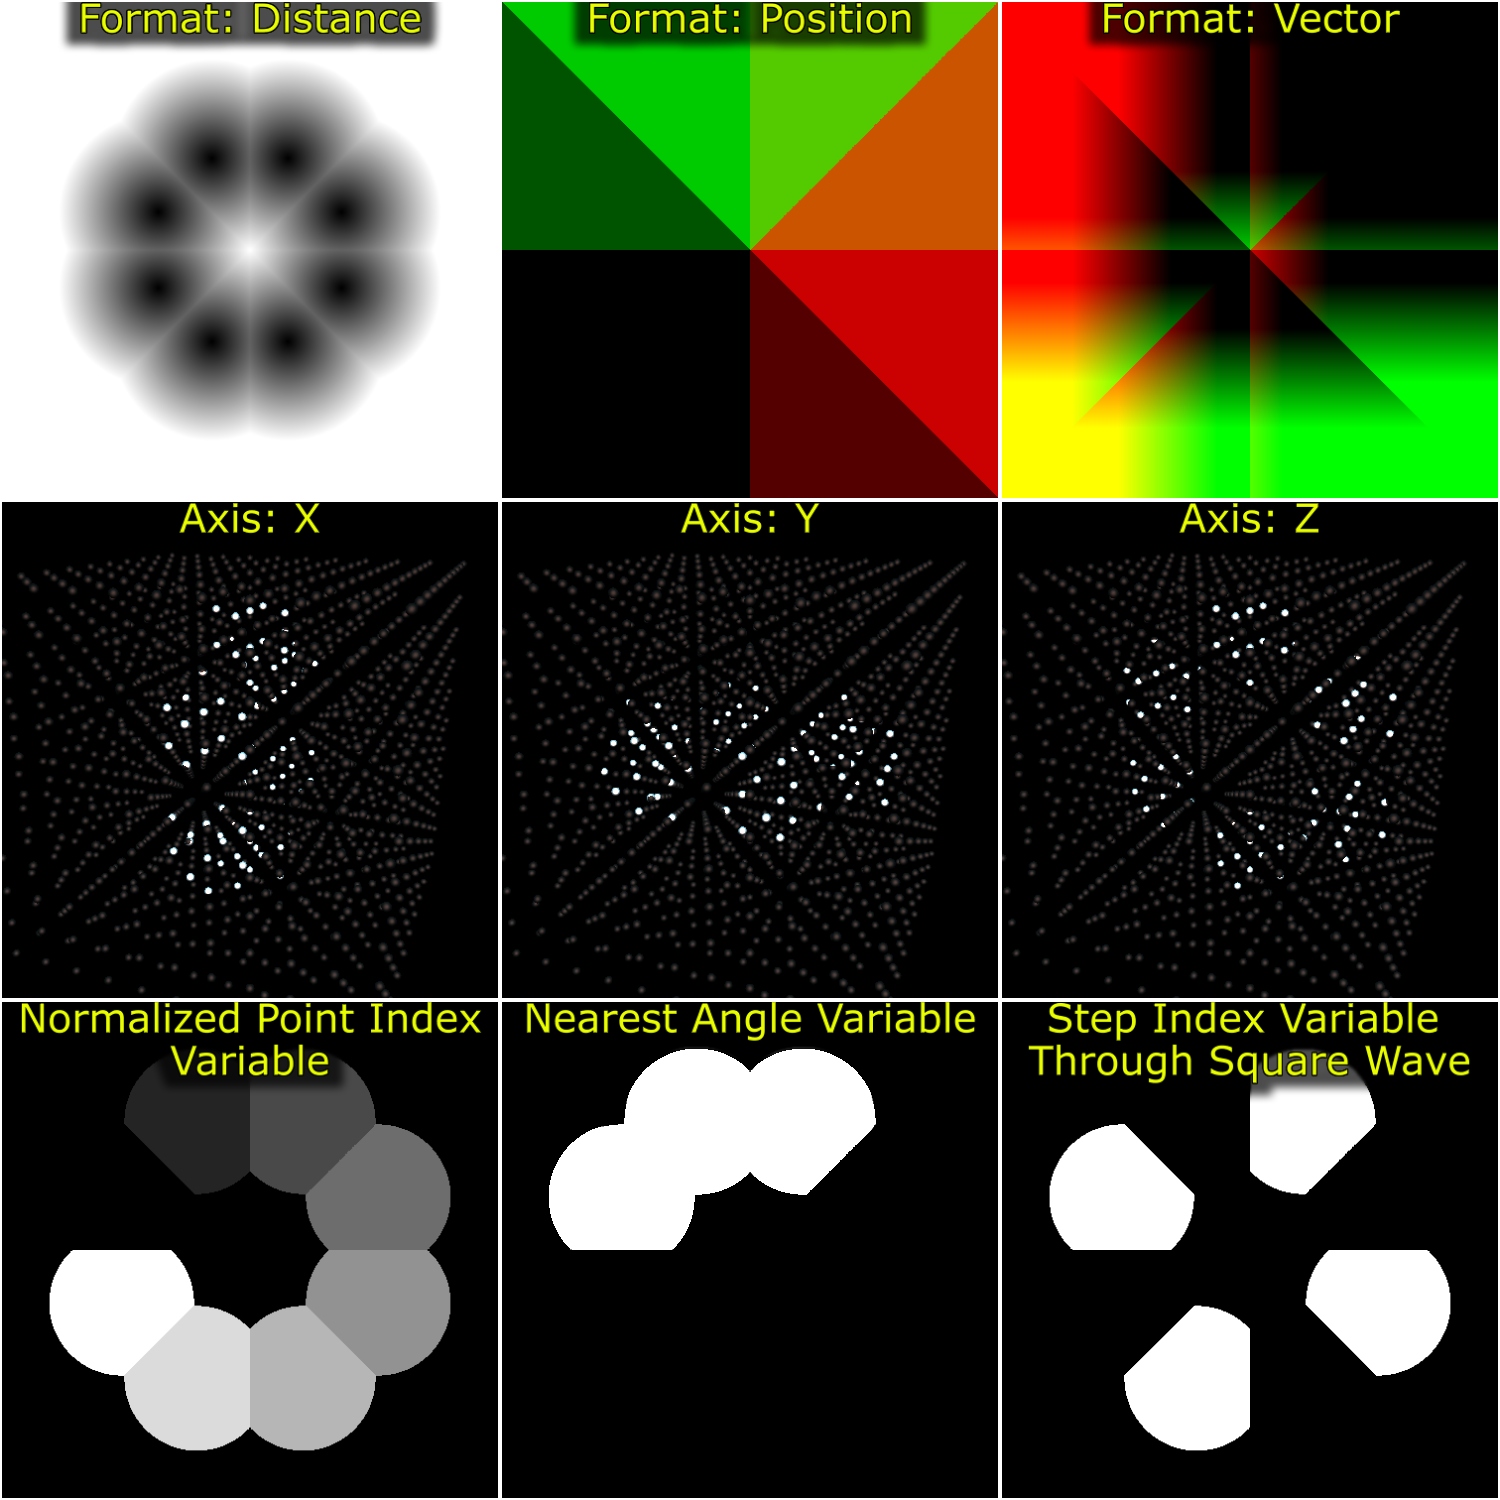 Format: Distance
Format: Position
Format: Vector
Axis: X
Axis: Y
Axis: Z
Normalized Point Index
Variable
Nearest Angle Variable
Step Index Variable
Through Square Wave